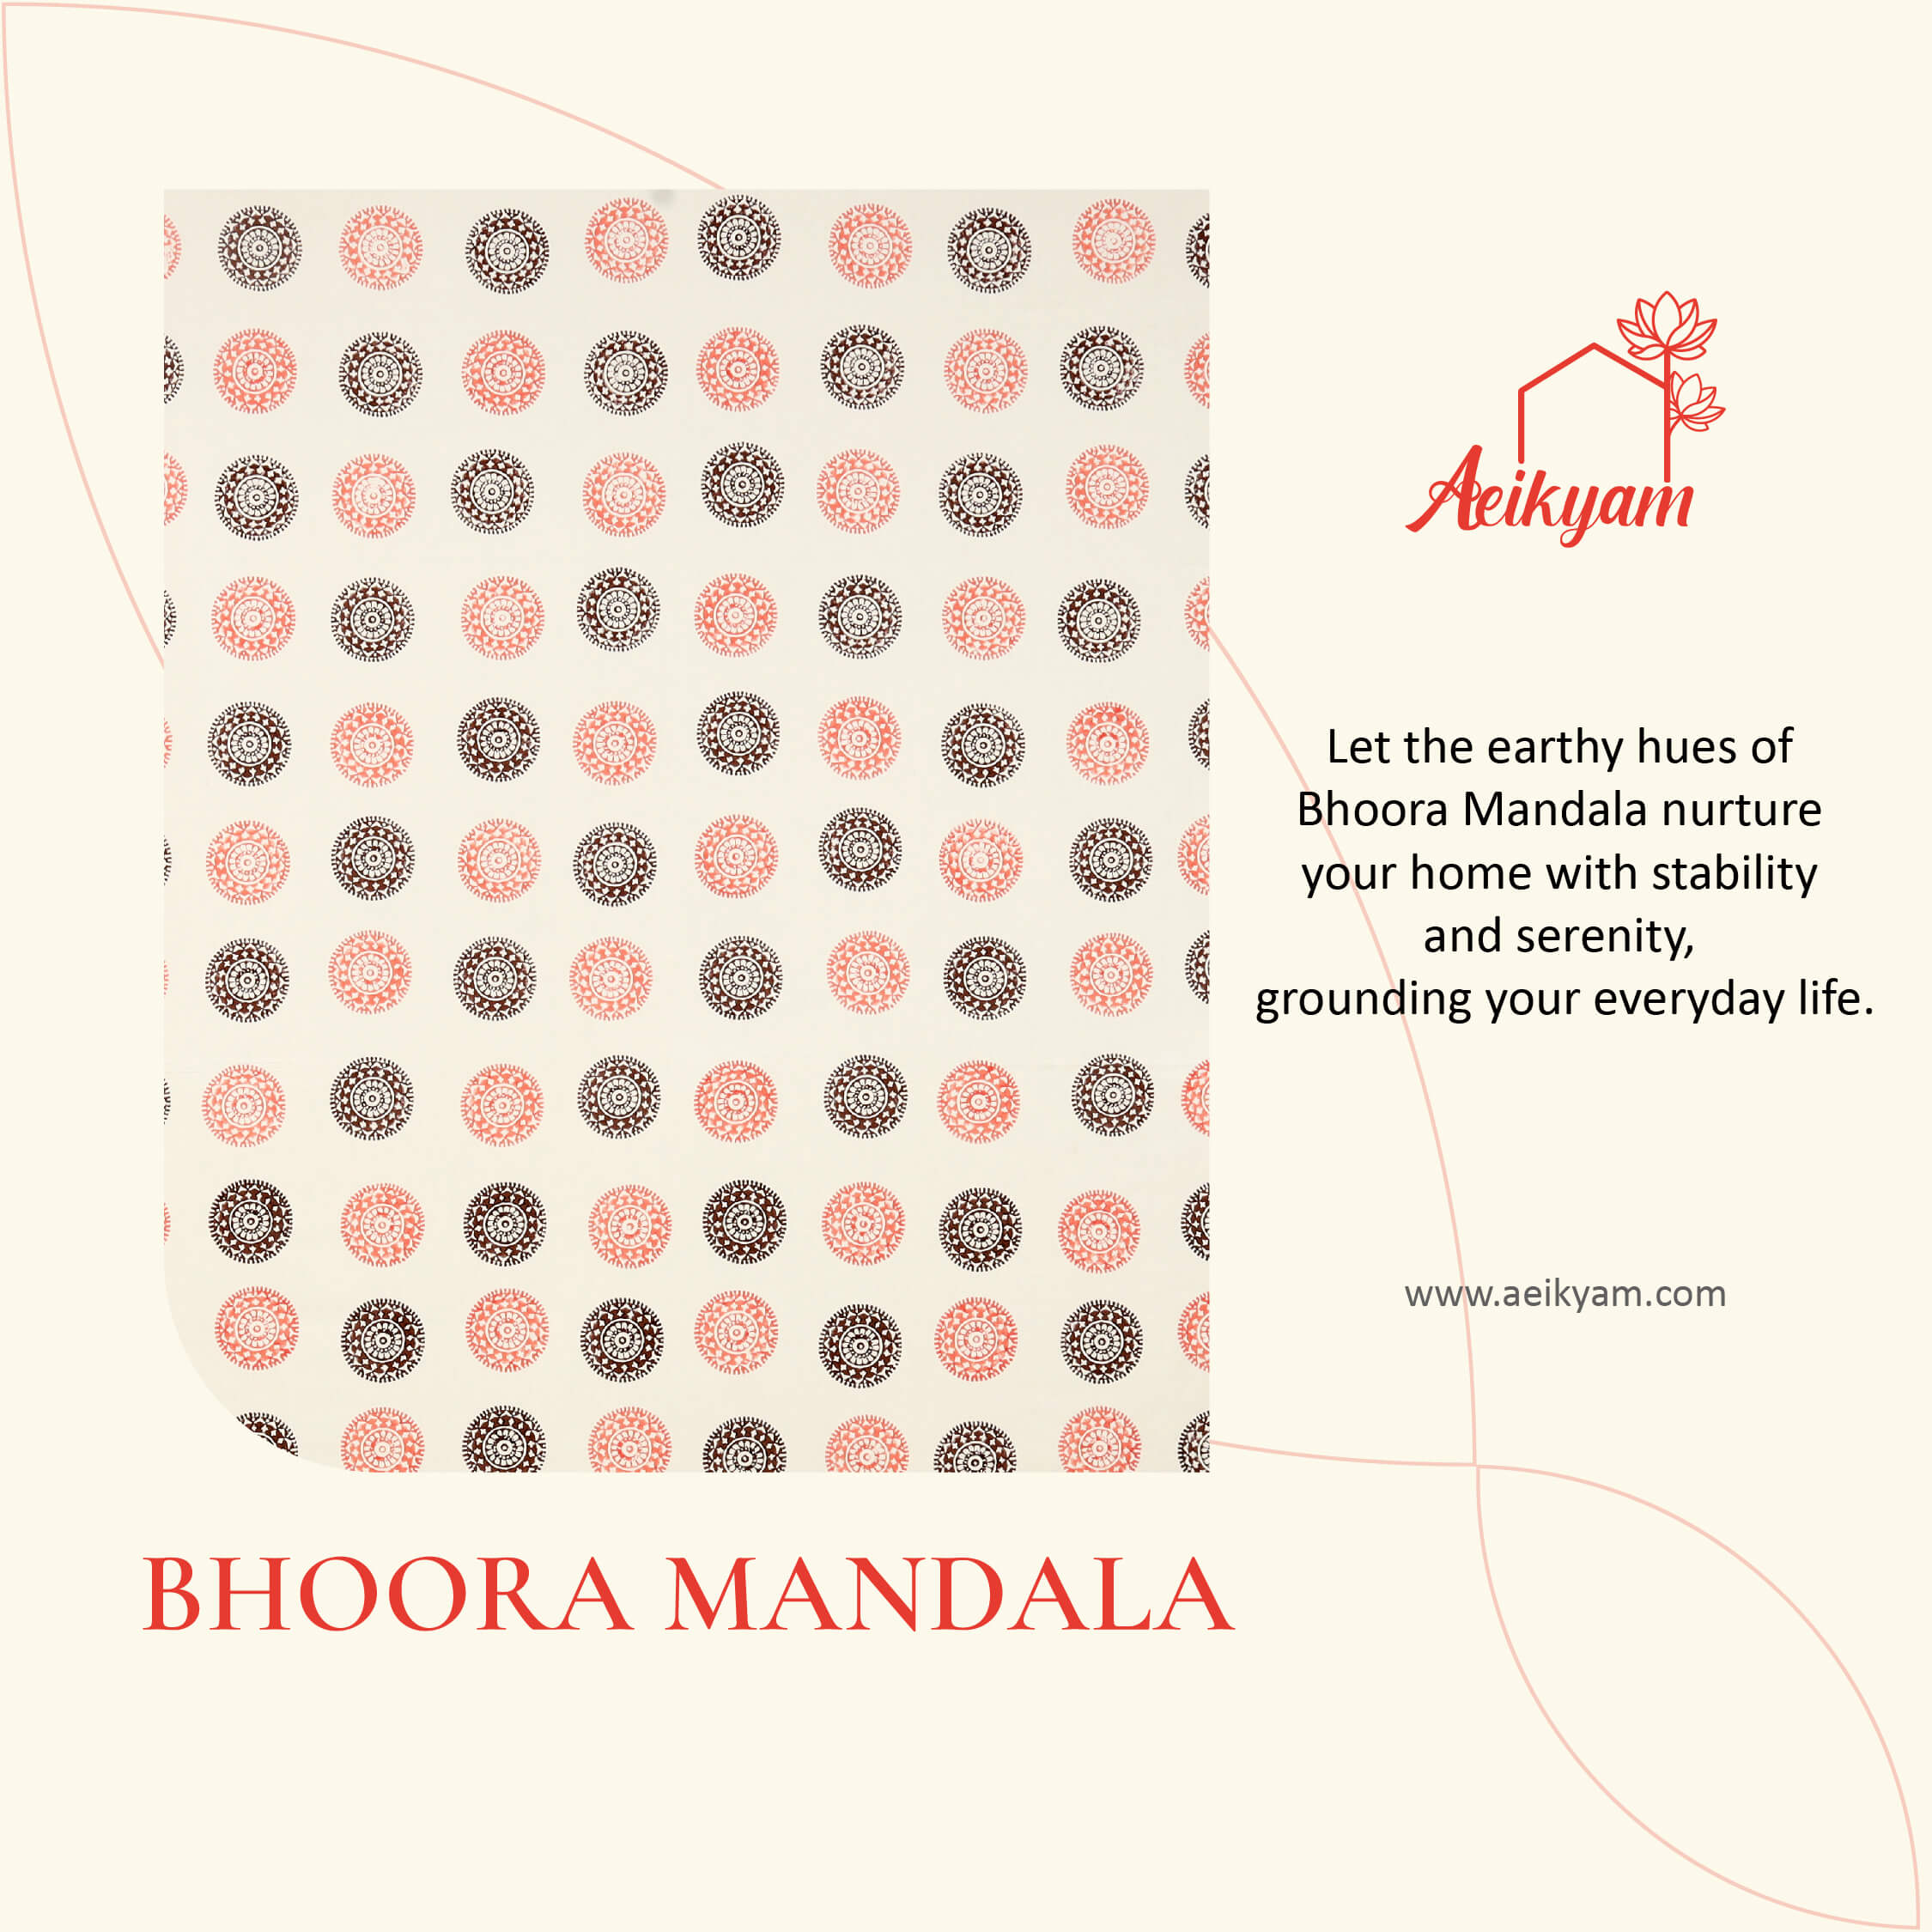 Aeikyam
Let the earthy hues of
Bhoora Mandala nurture
your home with stability
and serenity,
grounding your everyday life.
www.aeikyam.com
BHOORA MANDALA